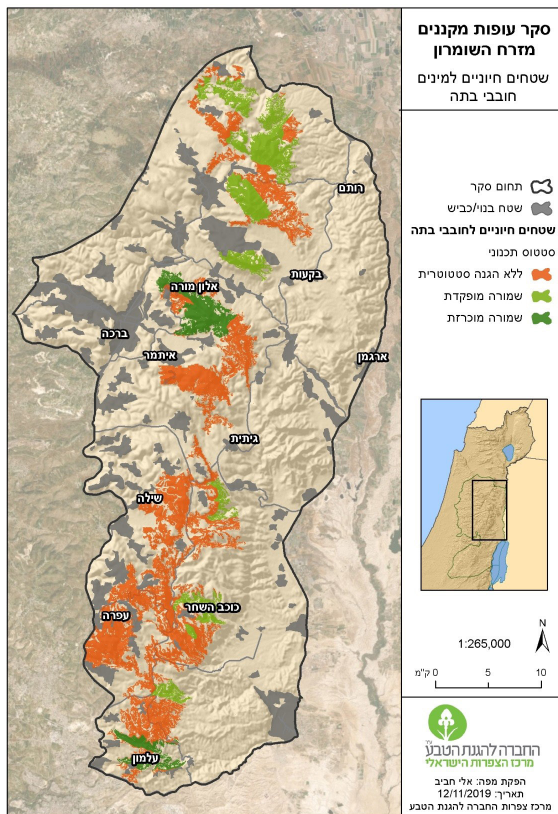 סקר עופות מקננים
מזרח השומרון
שטחים חיוניים למינים
חובבי בתה
תחום סקר
שטח בנוי/כביש
שטחים חיוניים לחובבי בתה
סטטוס תכנוני
ללא הגנה סטטוטורית
שמורה מופקדת
שמורה מוכרזת
רותם
בקעות
אלון מורה
ברכה
איתמר
ארגמן
גיתית
שילה
כוכב השחר
עפרה
עלמון
N
1:265,000
ק"מ 0 5 10
החברה להגנת הטבע
מרכז הצפרות הישראלי
הפקת מפה: אלי חביב
תאריך: 12/11/2019
מרכז צפרות החברה להגנת הטבע